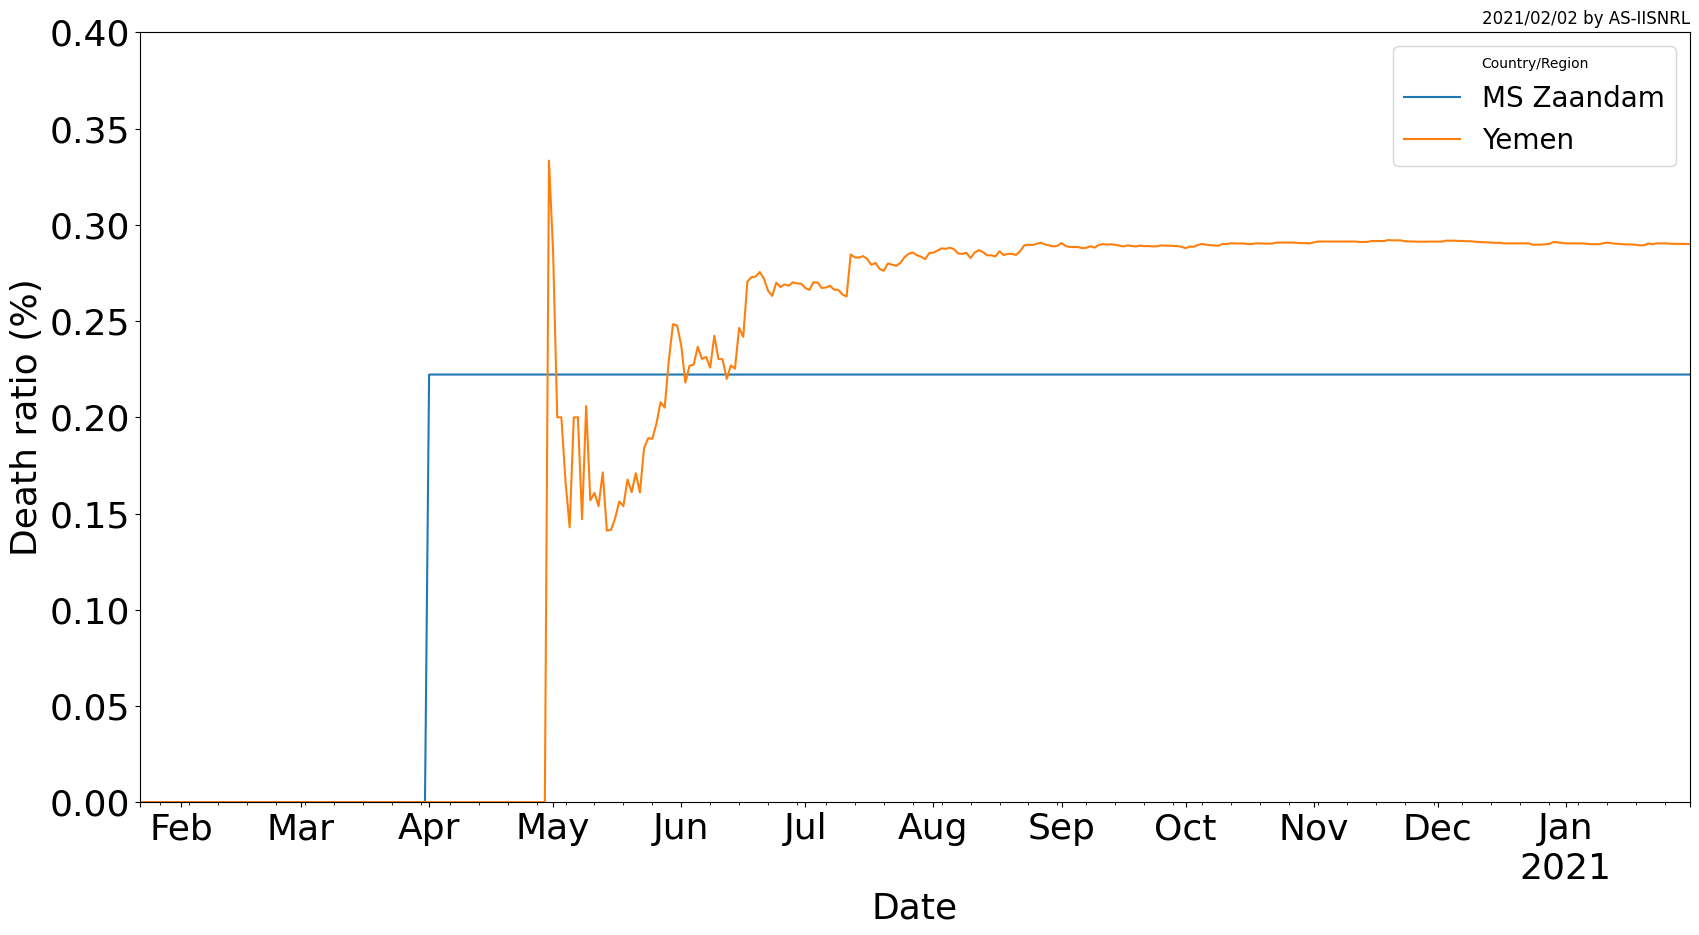 2021/02/02 by AS-IISNRL
Country/Region
MS Zaandam
Yemen
Death ratio (%)
0.40
0.35
0.30
0.25
0.20
0.15
0.10
0.05
0.00
Feb Mar Apr May Jun Jul Aug Sep Oct Nov Dec Jan
2021
Date